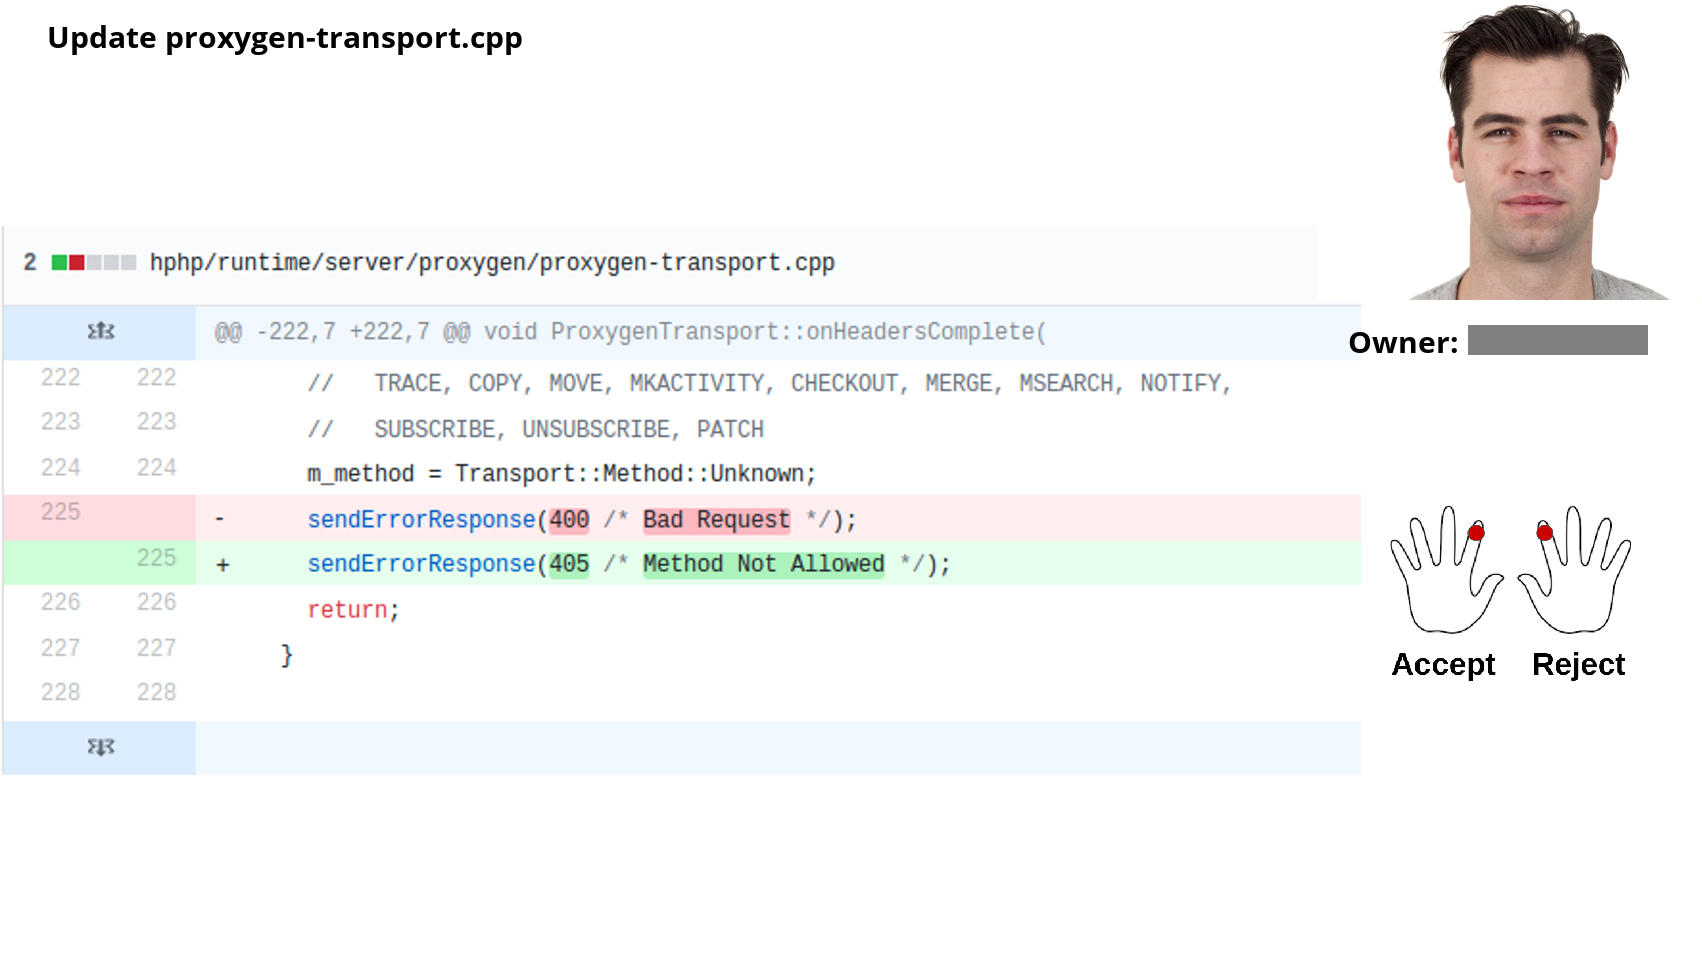 Update proxygen-transport.cpp
2 hphp/runtime/server/proxygen/proxygen-transport.cpp
@@ -222,7 +222,7 @@ void ProxygenTransport::onHeadersComplete(
Owner:
222 222 //   TRACE, COPY, MOVE, MKACTIVITY, CHECKOUT, MERGE, MSEARCH, NOTIFY,
223 223 //   SUBSCRIBE, UNSUBSCRIBE, PATCH
224 224 m_method = Transport::Method::Unknown;
225 - sendErrorResponse(400 /* Bad Request */);
225 + sendErrorResponse(405 /* Method Not Allowed */);
226 226 return;
227 227 }
228 228
Accept Reject